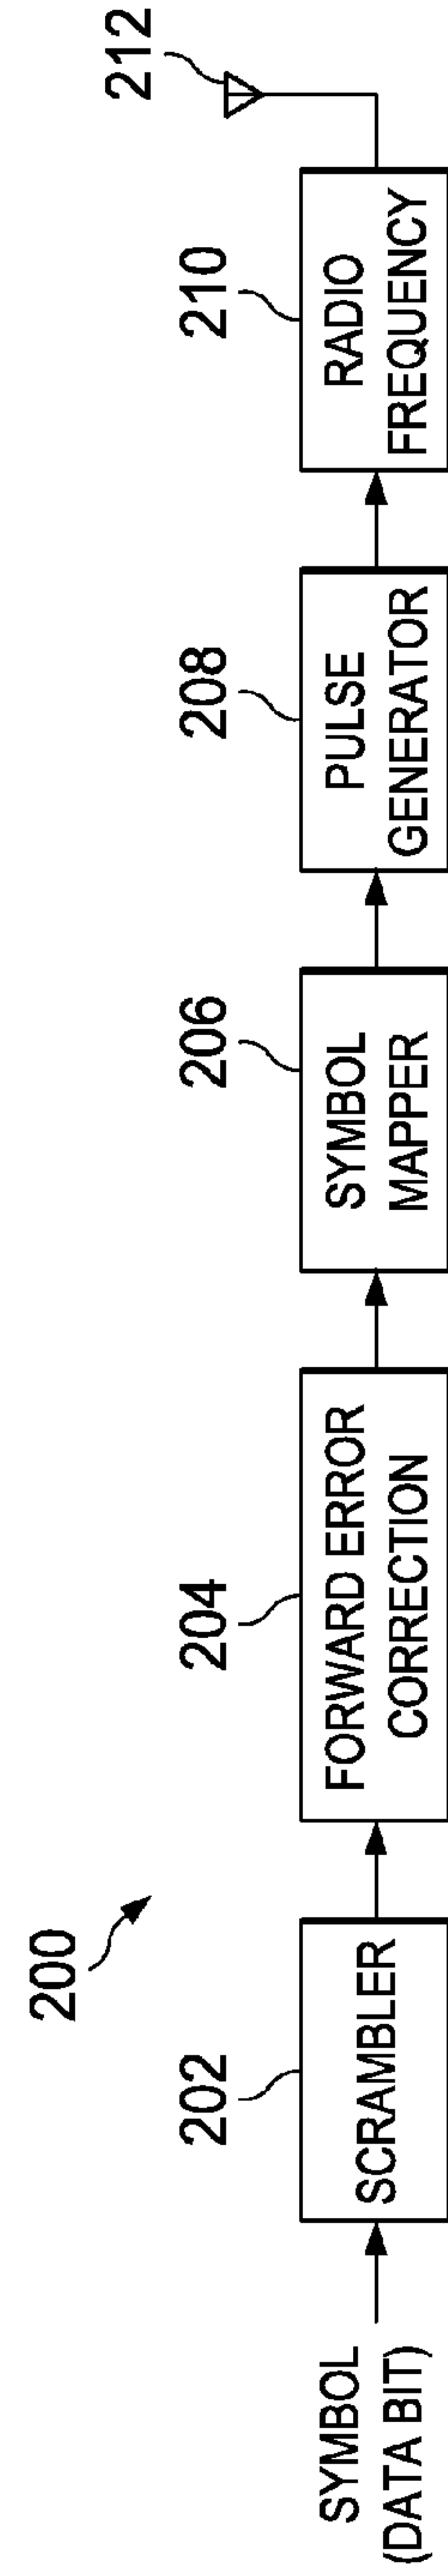 200
SYMBOL
(DATA BIT)
202
SCRAMBLER
204
FORWARD ERROR
CORRECTION
206
SYMBOL
MAPPER
208
PULSE
GENERATOR
210
RADIO
FREQUENCY
212